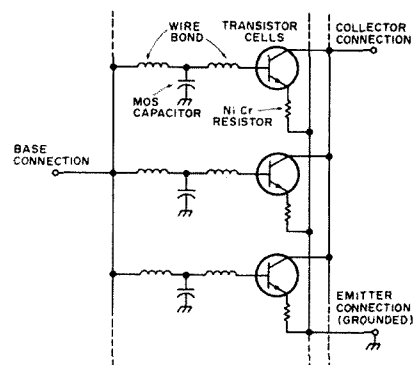 WIRE
BOND
TRANSISTOR
CELLS
COLLECTOR
CONNECTION
MOS
CAPACITOR
Ni Cr
RESISTOR
BASE
CONNECTION
EMITTER
CONNECTION
(GROUNDED)